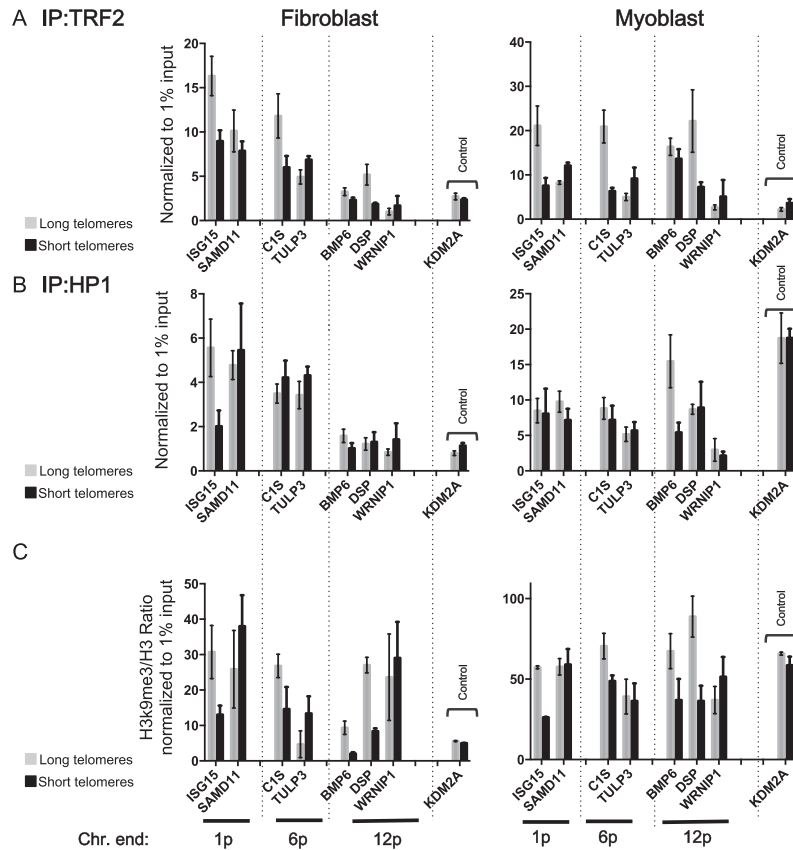 A IP:TRF2
Fibroblast
Myoblast
Normalized to 1% input
20
15
10
5
0
Control
40
30
20
10
0
Control
Long telomeres
Short telomeres
ISG15
SAMD11
C1S
TULP3
BMP6
DSP
WRNIP1
KDM2A
ISG15
SAMD11
C1S
TULP3
BMP6
DSP
WRNIP1
KDM2A
B IP:HP1
Normalized to 1% input
8
6
4
2
0
Control
25
20
15
10
5
0
Control
Long telomeres
Short telomeres
ISG15
SAMD11
C1S
TULP3
BMP6
DSP
WRNIP1
KDM2A
ISG15
SAMD11
C1S
TULP3
BMP6
DSP
WRNIP1
KDM2A
C
H3k9me3/H3 Ratio
normalized to 1% input
50
40
30
20
10
0
Control
100
50
0
Control
Long telomeres
Short telomeres
ISG15
SAMD11
C1S
TULP3
BMP6
DSP
WRNIP1
KDM2A
ISG15
SAMD11
C1S
TULP3
BMP6
DSP
WRNIP1
KDM2A
Chr. end: 1p 6p 12p 1p 6p 12p